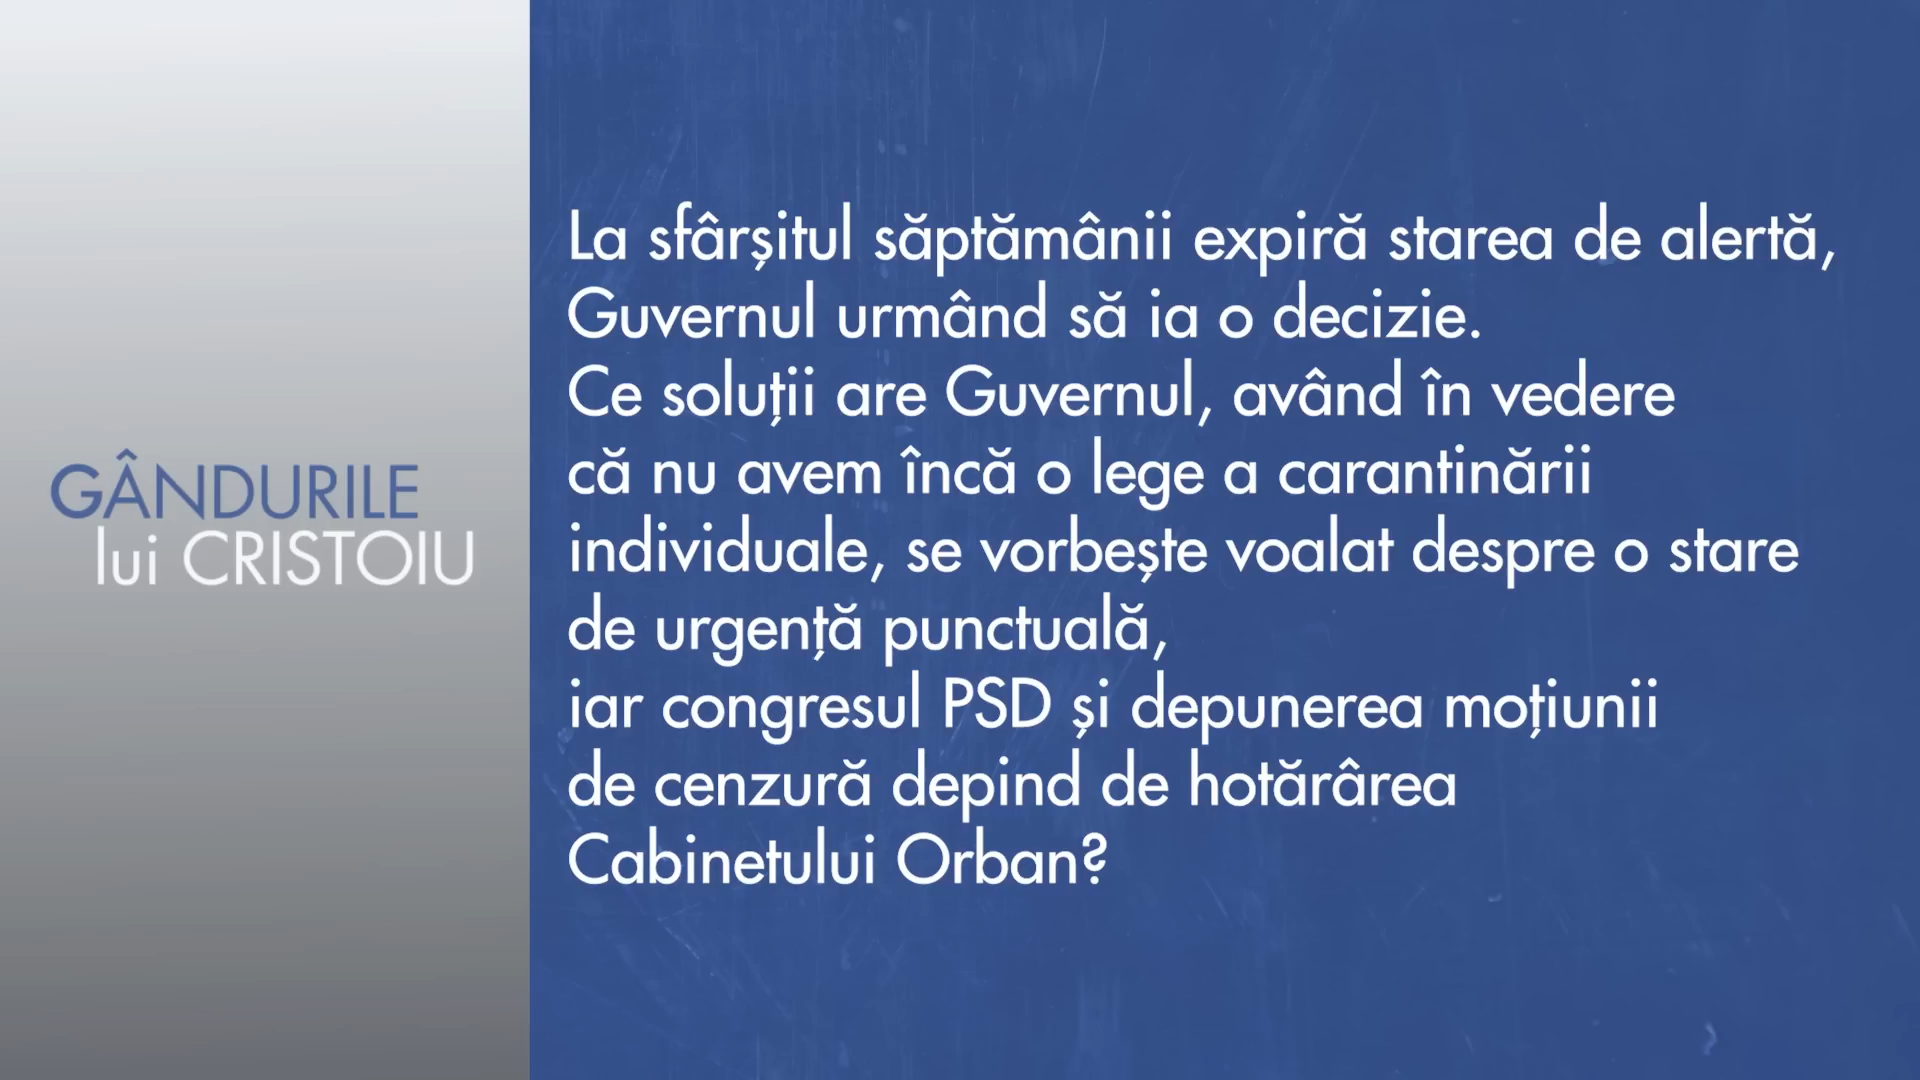 GÂNDURILE
lui CRISTOIU
La sfârșitul săptămânii expiră starea de alertă,
Guvernul urmând să ia o decizie.
Ce soluții are Guvernul, având în vedere
că nu avem încă o lege a carantinării
individuale, se vorbește voalat despre o stare
de urgență punctuală,
iar congresul PSD și depunerea moțiunii
de cenzură depind de hotărârea
Cabinetului Orban?